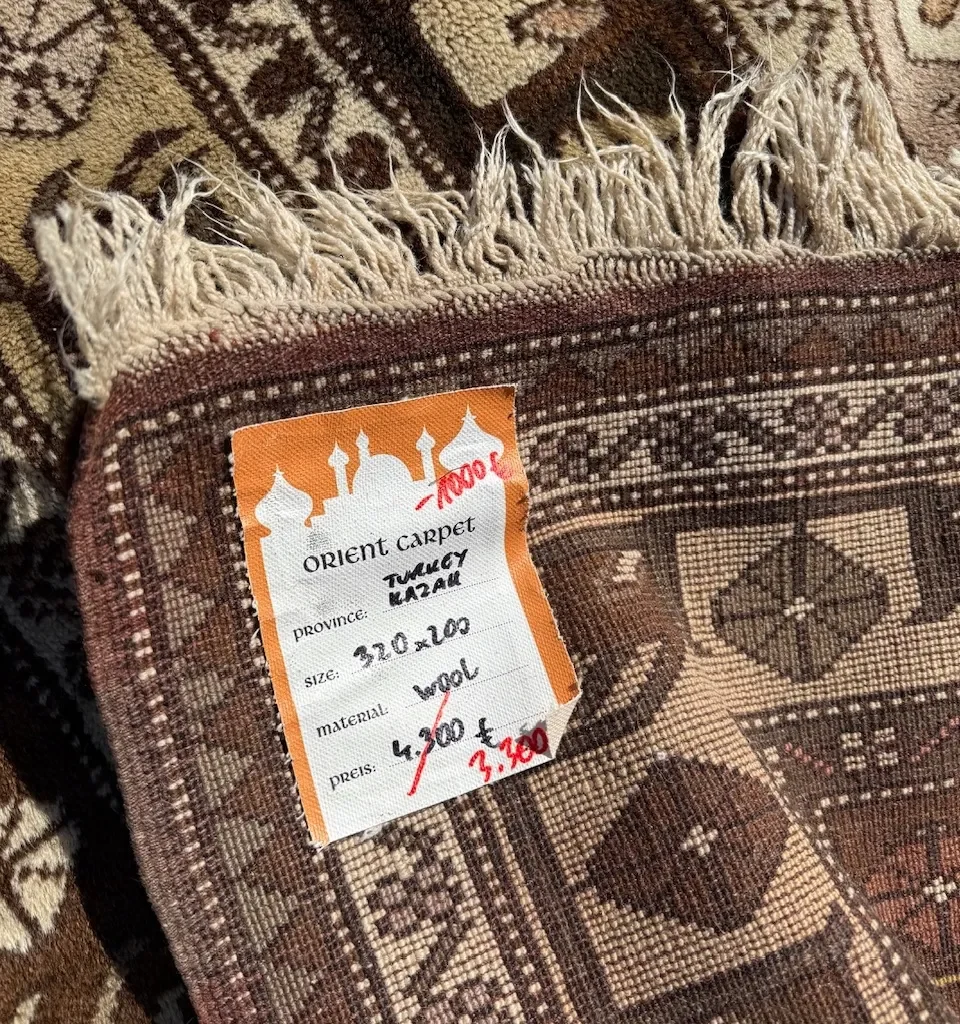 -1000 €
ORIENT CARPET
TURKEY
PROVINCE: KAZAK
SIZE: 320x200
MATERIAL: WOOL
PREIS: 4.300 €
3.300